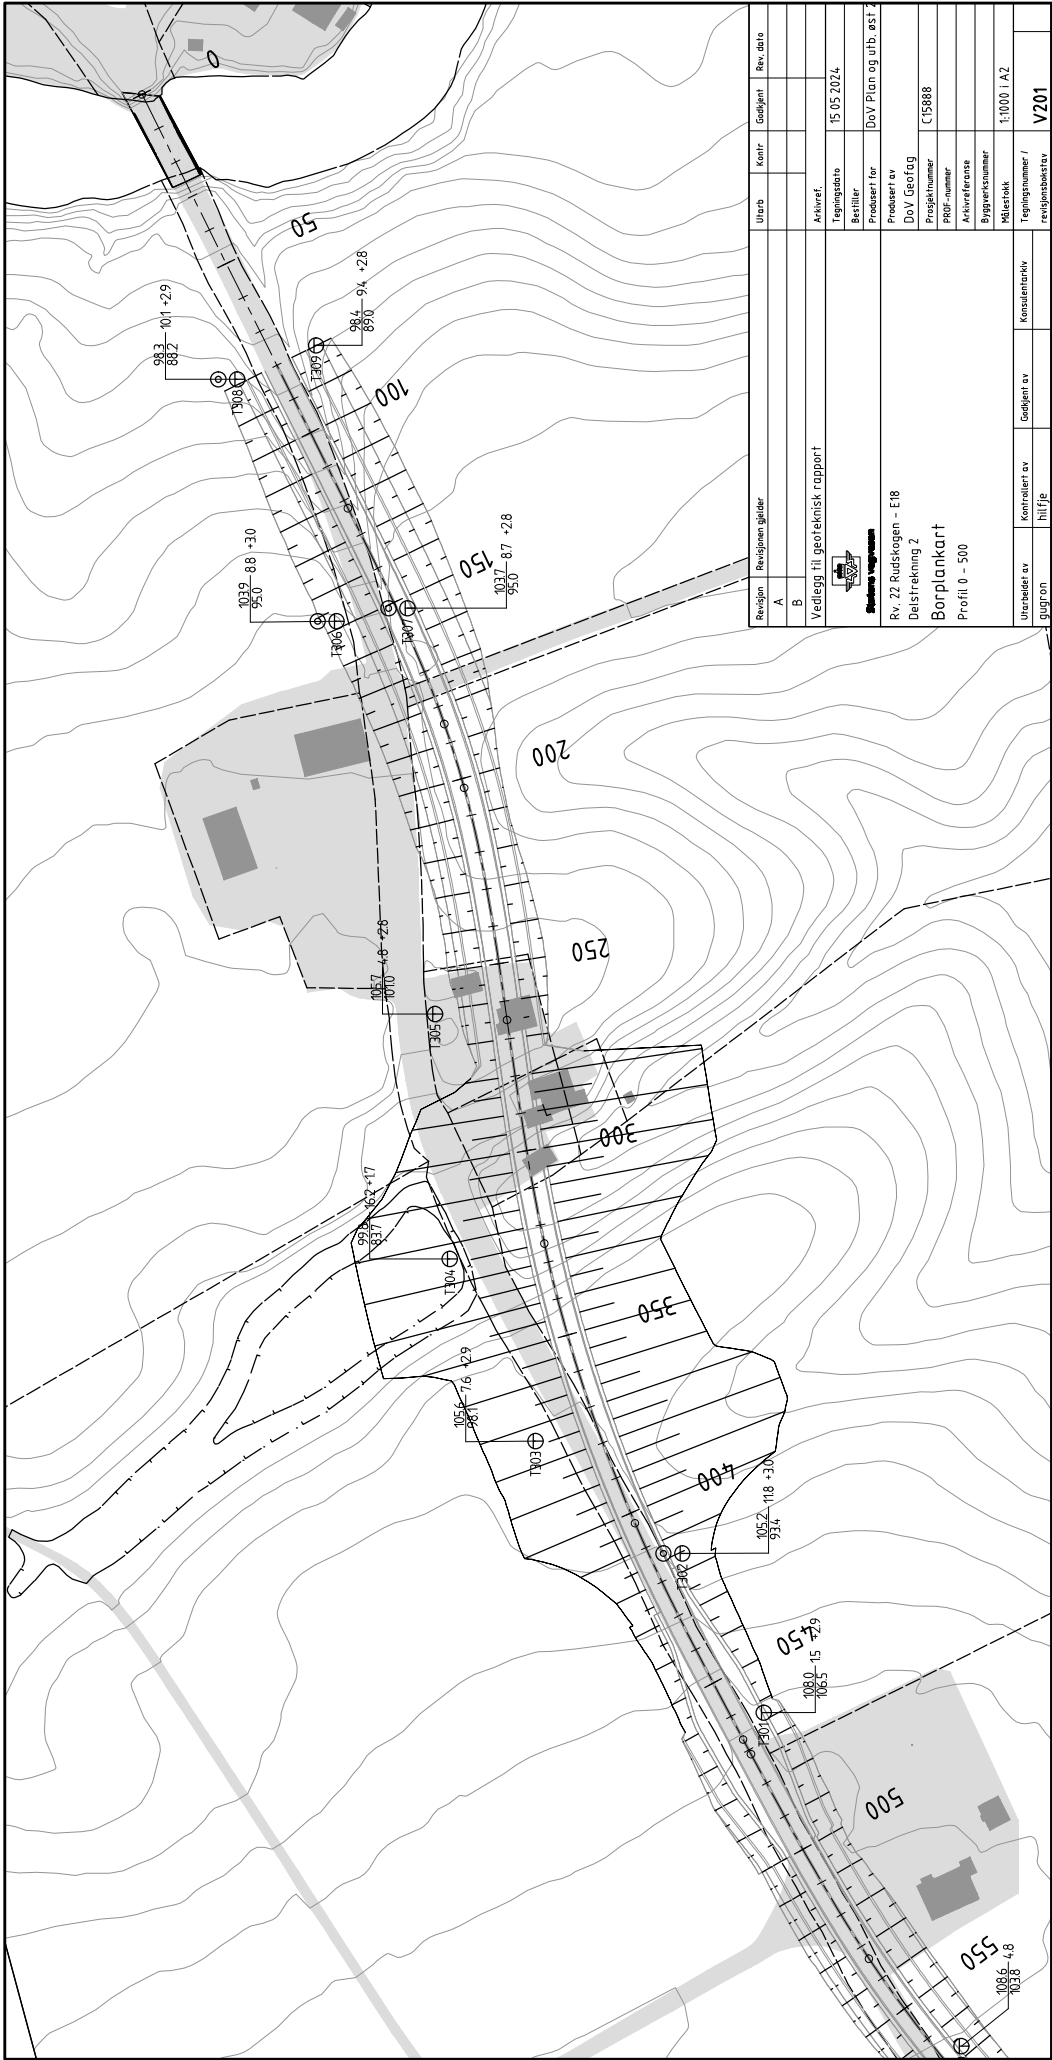 0
50
100
150
200
250
300
350
400
450
500
550
98.3 10.1 +2.9
88.2
T308
98.4 9.4 +2.8
89.0
T309
103.9 8.8 +3.0
95.0
T306
103.7 8.7 +2.8
95.0
T307
105.7 4.8 +2.8
101.0
T305
99.8 16.2 +1.7
83.7
T304
105.6 7.6 +2.9
98.1
T303
105.2 11.8 +3.0
93.4
T302
108.0 1.5 +2.9
106.5
T301
108.6 4.8
103.8
Revisjon Revisjonen gjelder Utarb Kontr Godkjent Rev. dato
A
B
Vedlegg til geoteknisk rapport
Arkivref.
Tegningsdato 15 05 2024
Bestiller
Produsert for DoV Plan og utb. øst 2
Produsert av
DoV Geofag
Prosjektnummer C15888
PROF-nummer
Arkivreferanse
Byggverksnummer
Målestokk 1:1000 i A2
Statens vegvesen
Rv. 22 Rudskogen - E18
Delstrekning 2
Borplankart
Profil 0 - 500
Utarbeidet av Kontrollert av Godkjent av Konsulentarkiv
gugron hilfje
Tegningsnummer /
revisjonsbokstav V201